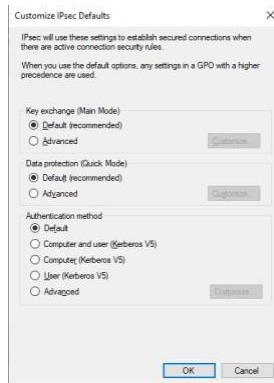 Customize IPsec Defaults
IPsec will use these settings to establish secured connections when
there are active connection security rules.
When you use the default options, any settings in a GPO with a higher
precedence are used.
Key exchange (Main Mode)
Default (recommended)
Advanced
Customize...
Data protection (Quick Mode)
Default (recommended)
Advanced
Customize...
Authentication method
Default
Computer and user (Kerberos V5)
Computer (Kerberos V5)
User (Kerberos V5)
Advanced
Customize...
OK
Cancel